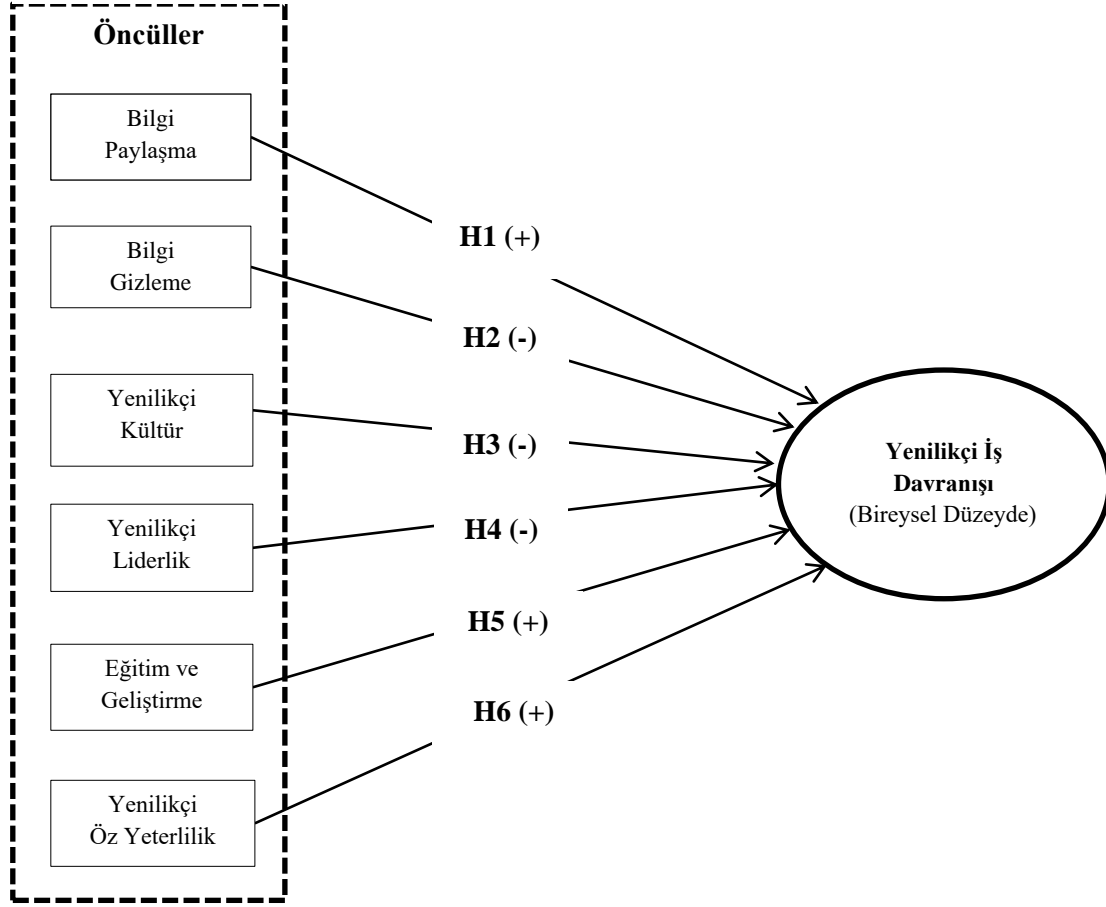 Öncüller
Bilgi
Paylaşma
H1 (+)
Bilgi
Gizleme
H2 (-)
Yenilikçi
Kültür
H3 (-)
Yenilikçi
Liderlik
H4 (-)
Eğitim ve
Geliştirme
H5 (+)
Yenilikçi
Öz Yeterlilik
H6 (+)
Yenilikçi İş
Davranışı
(Bireysel Düzeyde)